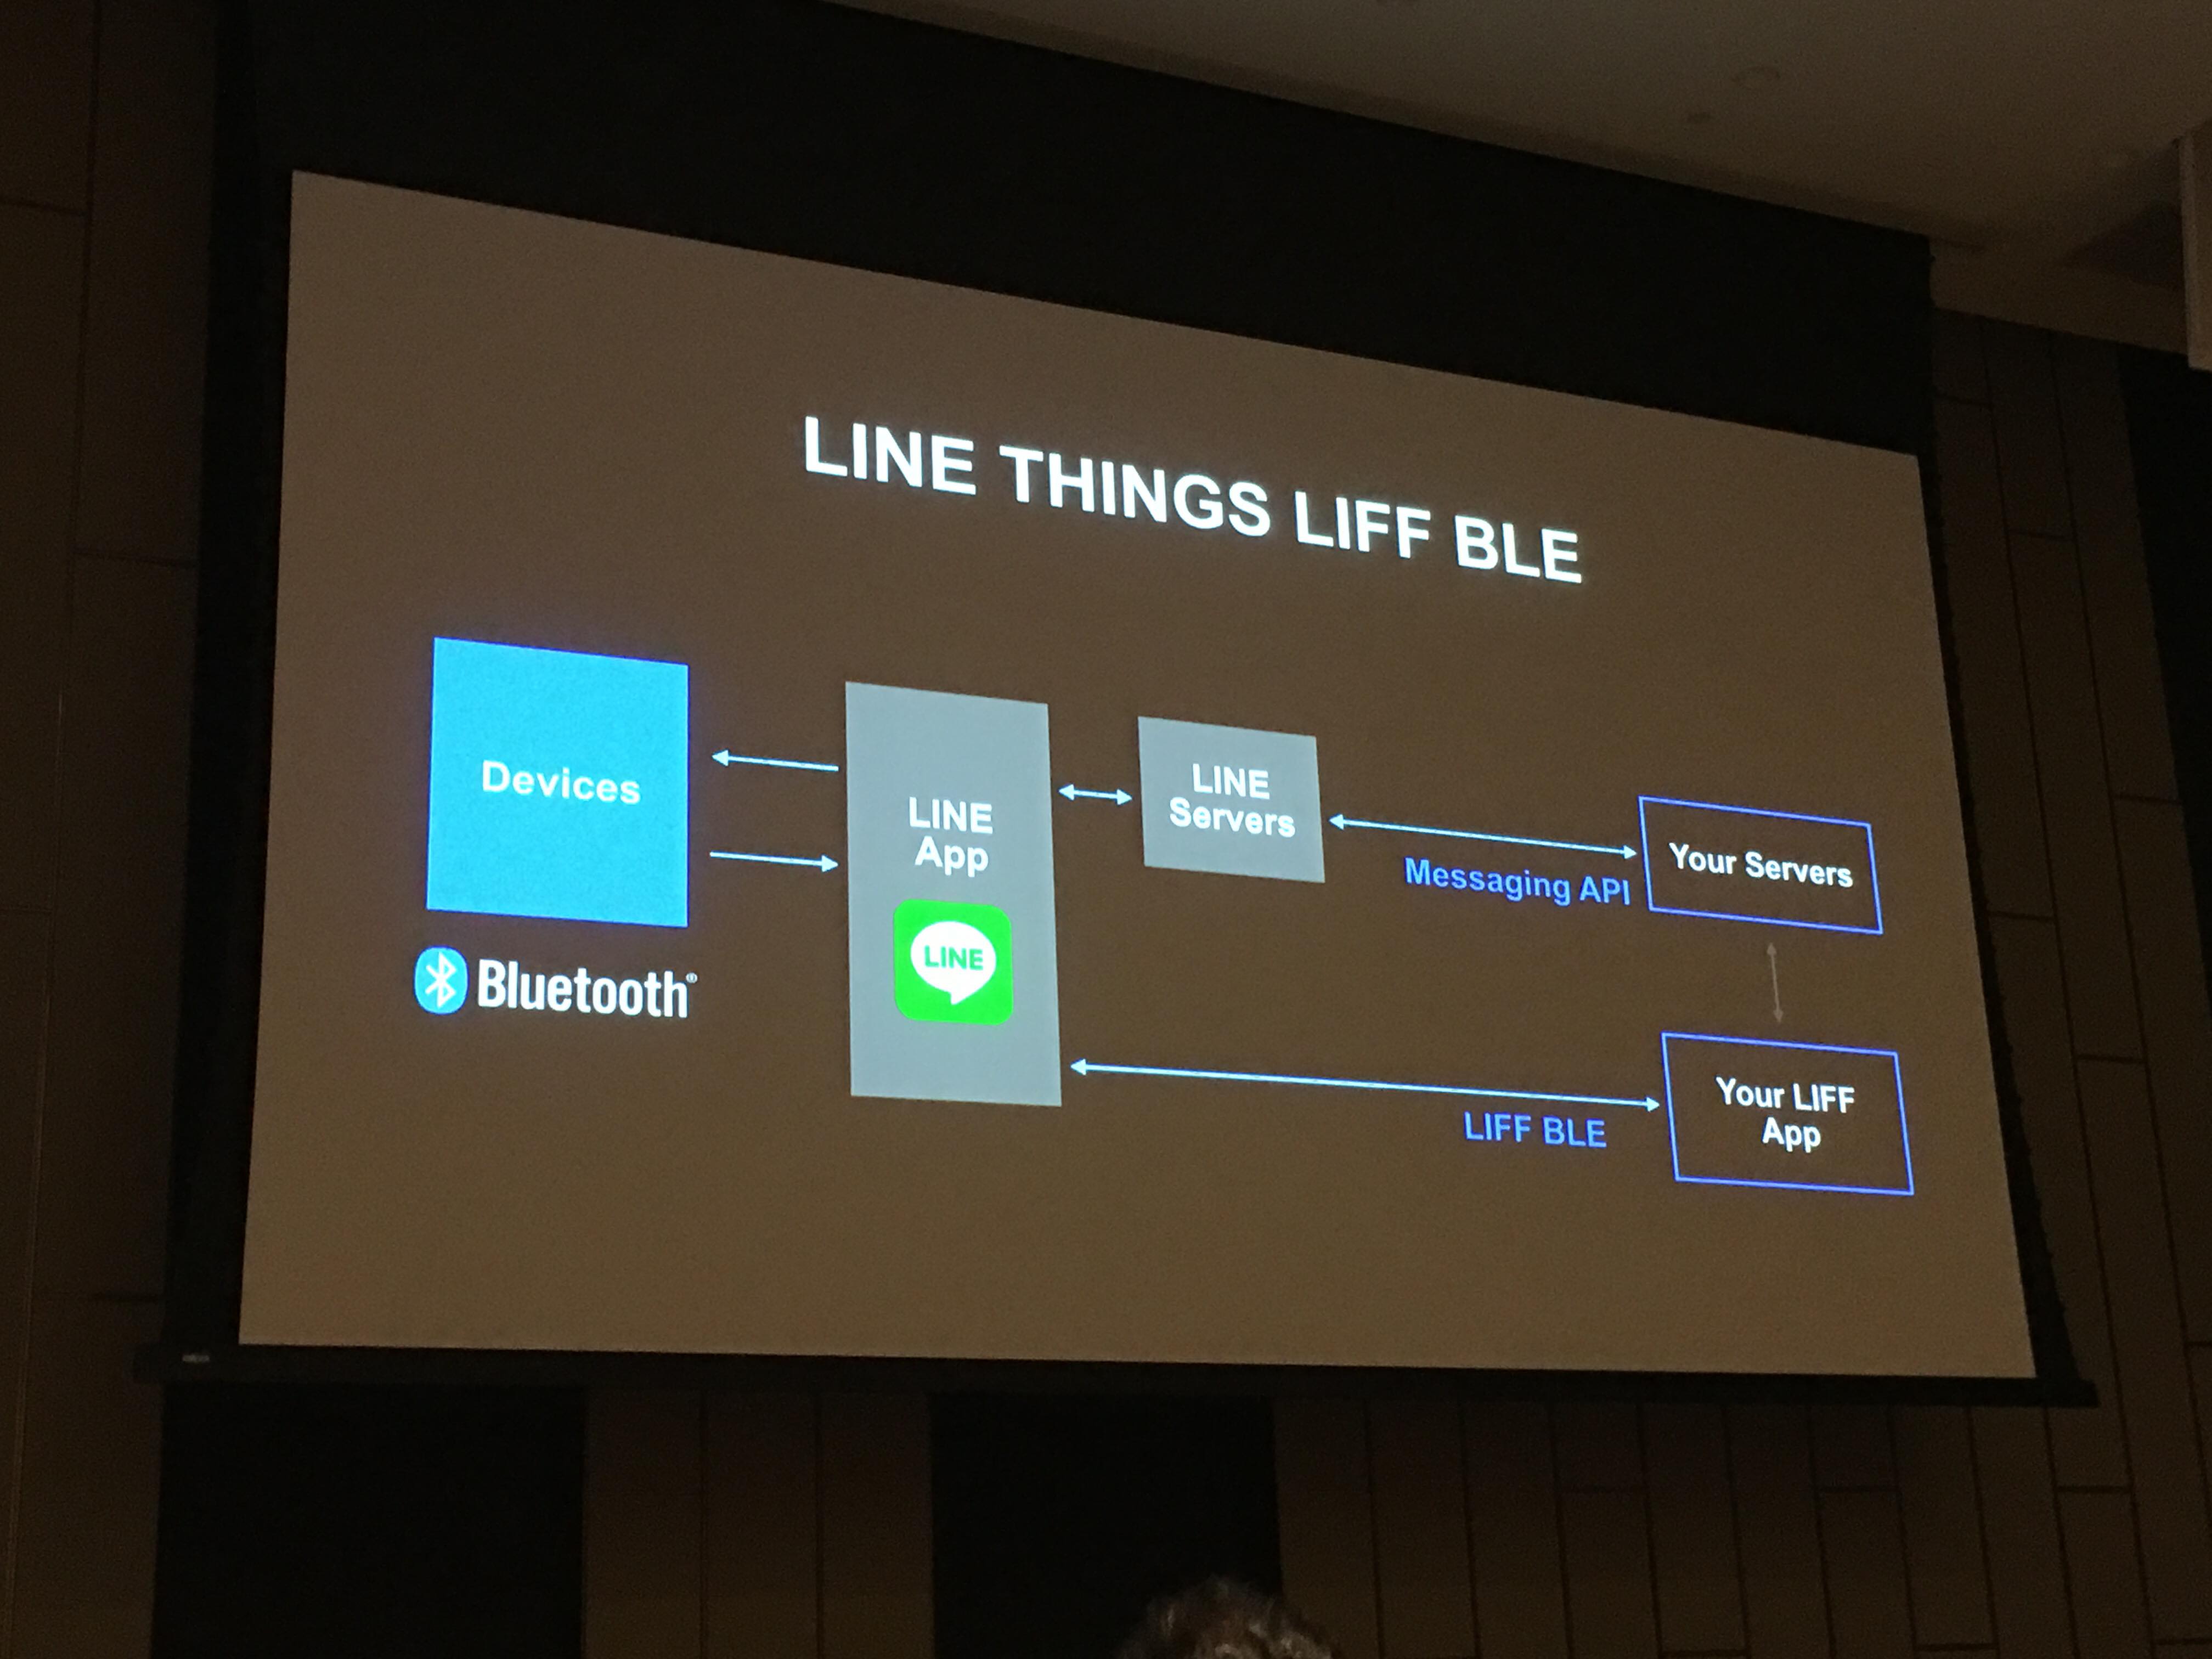 LINE THINGS LIFF BLE
Devices
Bluetooth®
LINE
App
LINE
LINE
Servers
Messaging API
Your Servers
LIFF BLE
Your LIFF
App